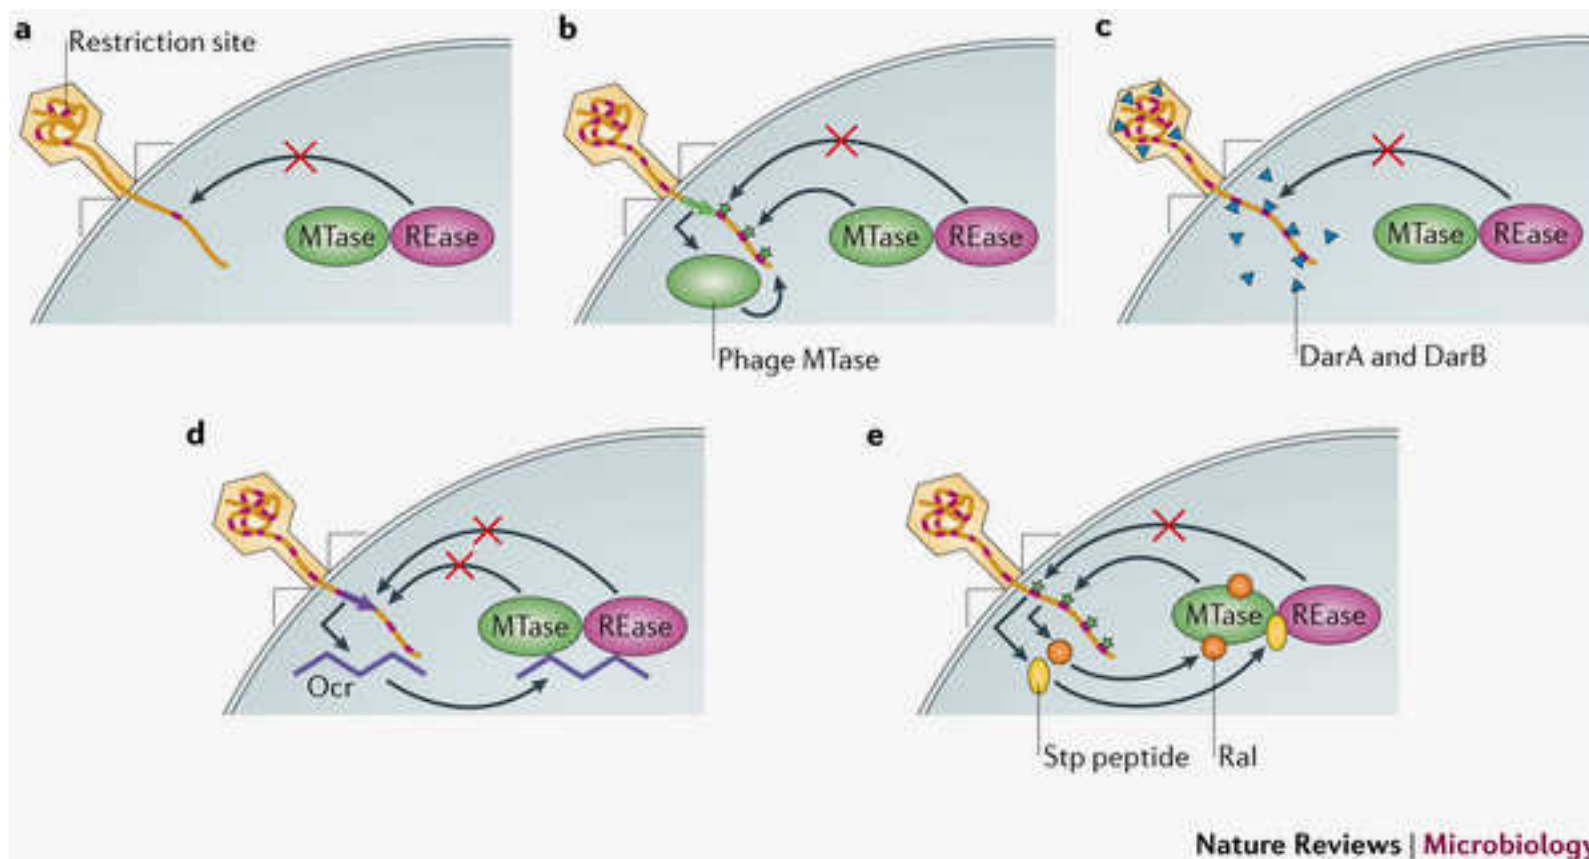 a
Restriction site
MTase REase
b
MTase REase
Phage MTase
c
MTase REase
DarA and DarB
d
MTase REase
Ocr
e
MTase REase
Stp peptide
Ral
Nature Reviews | Microbiology